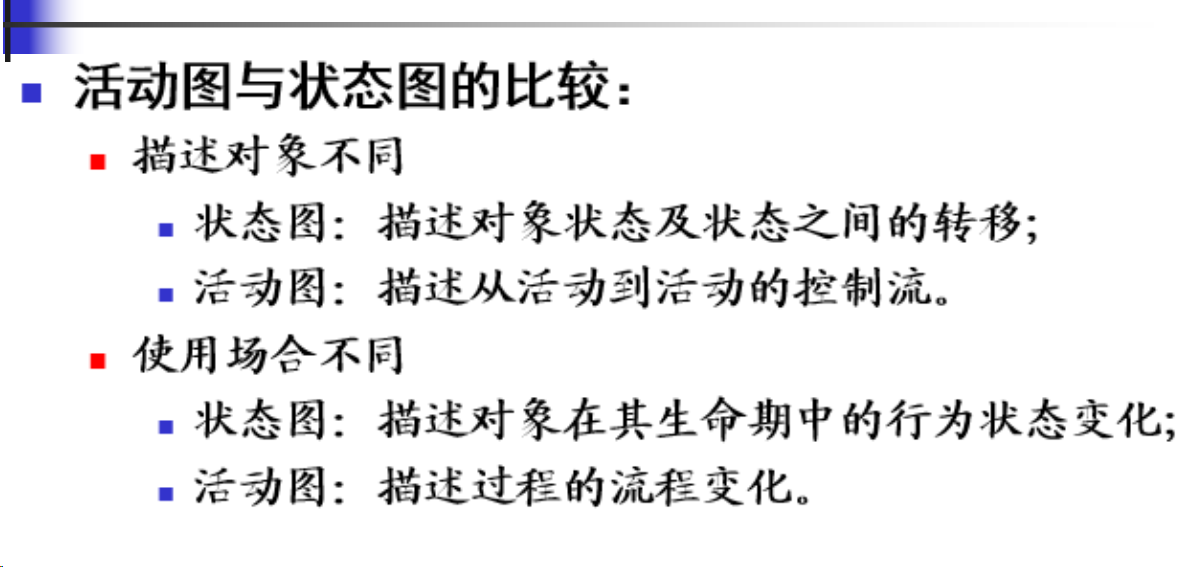 活动图与状态图的比较：
描述对象不同
状态图：描述对象状态及状态之间的转移；
活动图：描述从活动到活动的控制流。
使用场合不同
状态图：描述对象在其生命期中的行为状态变化；
活动图：描述过程的流程变化。